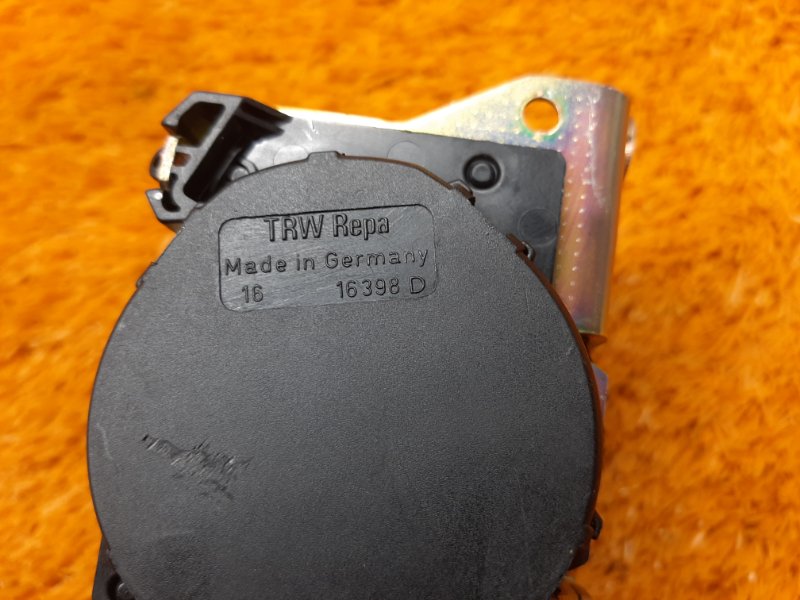 TRW Repa
Made in Germany
16 16398 D